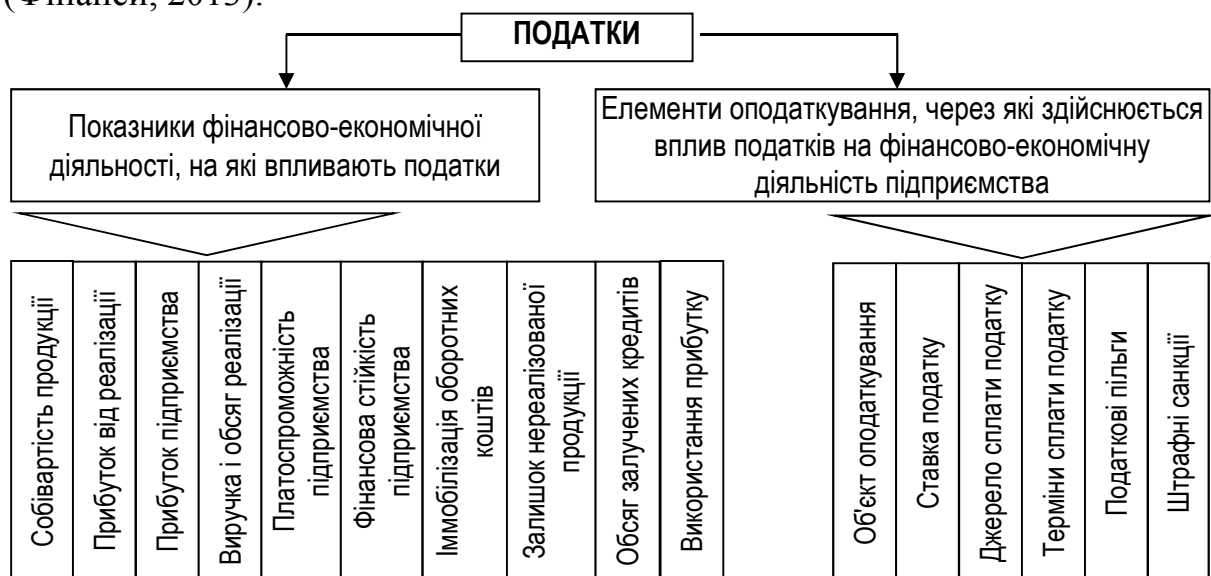 (Фінанси, 2013).
ПОДАТКИ
Показники фінансово-економічної
діяльності, на які впливають податки
Елементи оподаткування, через які здійснюється
вплив податків на фінансово-економічну
діяльність підприємства
Собівартість продукції
Прибуток від реалізації
Прибуток підприємства
Виручка і обсяг реалізації
Платоспроможність
підприємства
Фінансова стійкість
підприємства
Іммобілізація оборотних
коштів
Залишок нереалізованої
продукції
Обсяг залучених кредитів
Використання прибутку
Об'єкт оподаткування
Ставка податку
Джерело сплати податку
Терміни сплати податку
Податкові пільги
Штрафні санкції